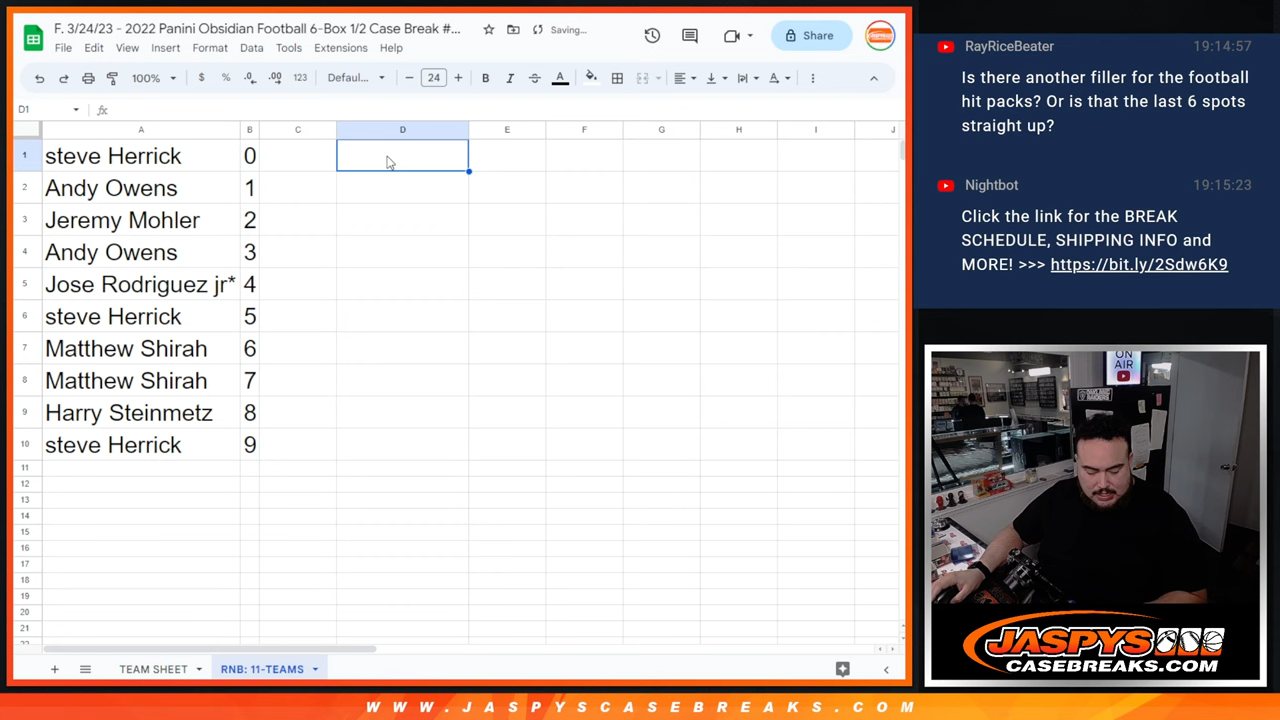 F. 3/24/23 - 2022 Panini Obsidian Football 6-Box 1/2 Case Break #...
Saving...
Share
File Edit View Insert Format Data Tools Extensions Help
100% $ % .0 .00 123 Defaul... 24 B I A
D1 fx
A B C D E F G H I J
1 steve Herrick 0
2 Andy Owens 1
3 Jeremy Mohler 2
4 Andy Owens 3
5 Jose Rodriguez jr* 4
6 steve Herrick 5
7 Matthew Shirah 6
8 Matthew Shirah 7
9 Harry Steinmetz 8
10 steve Herrick 9
11
12
13
14
15
16
17
18
19
20
21
TEAM SHEET RNB: 11-TEAMS
RayRiceBeater 19:14:57
Is there another filler for the football
hit packs? Or is that the last 6 spots
straight up?
Nightbot 19:15:23
Click the link for the BREAK
SCHEDULE, SHIPPING INFO and
MORE! >>> https://bit.ly/2Sdw6K9
ON
AIR
JASPYS
CASEBREAKS.COM
WWW.JASPYSCASEBREAKS.COM